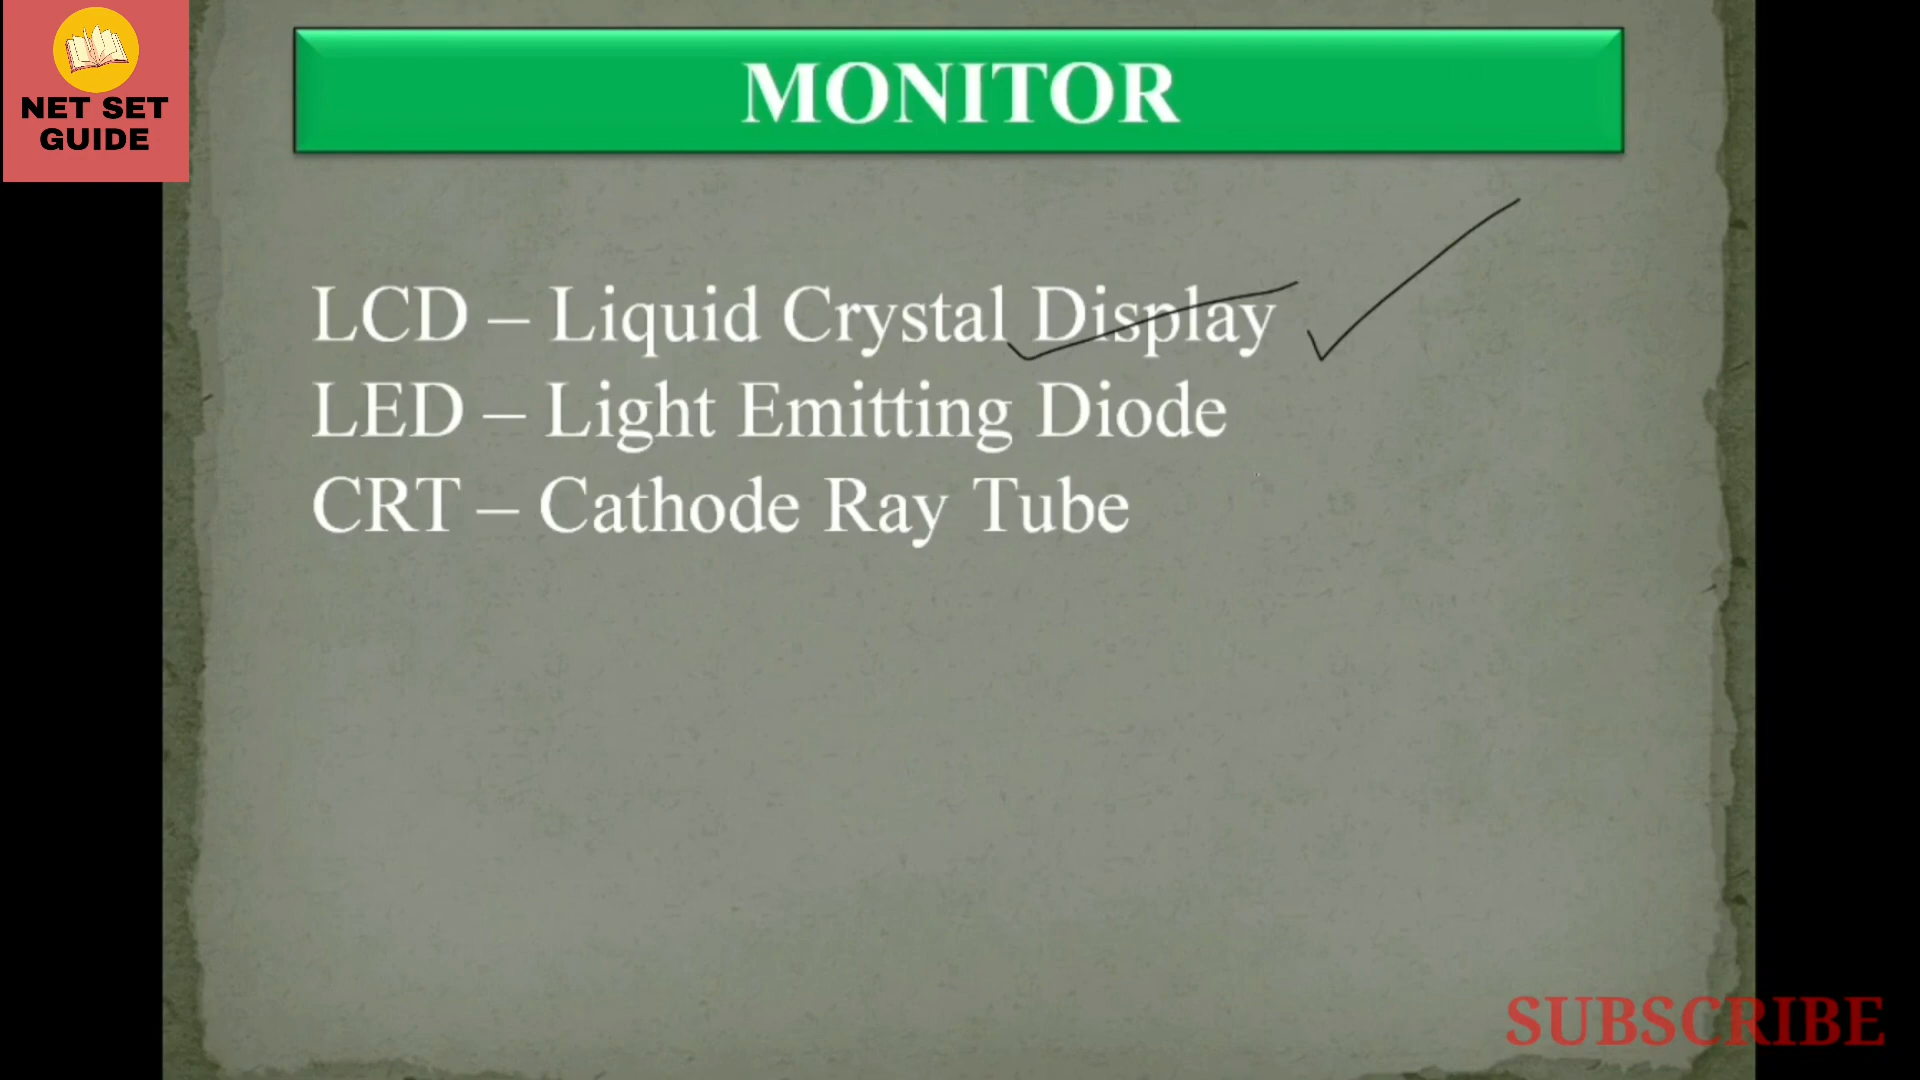 NET SET
GUIDE
MONITOR
LCD – Liquid Crystal Display
LED – Light Emitting Diode
CRT – Cathode Ray Tube
SUBSCRIBE